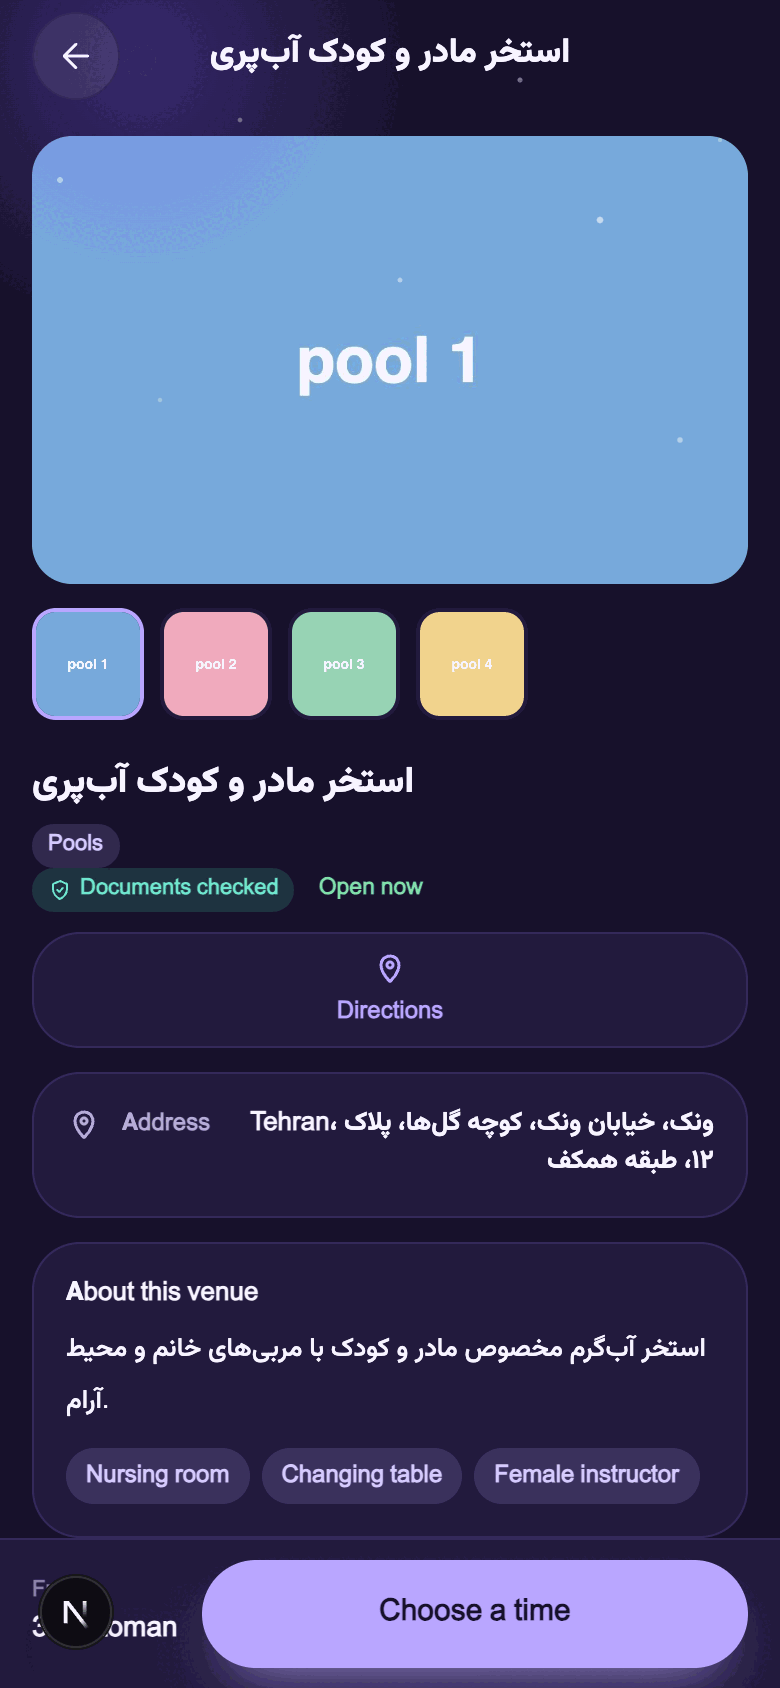 استخر مادر و کودک آب‌پری
pool 1
pool 1
pool 2
pool 3
pool 4
استخر مادر و کودک آب‌پری
Pools
Documents checked
Open now
Directions
Address
Tehran، ونک، خیابان ونک، کوچه گل‌ها، پلاک
۱۲، طبقه همکف
About this venue
استخر آب‌گرم مخصوص مادر و کودک با مربی‌های خانم و محیط
آرام.
Nursing room
Changing table
Female instructor
N
Choose a time